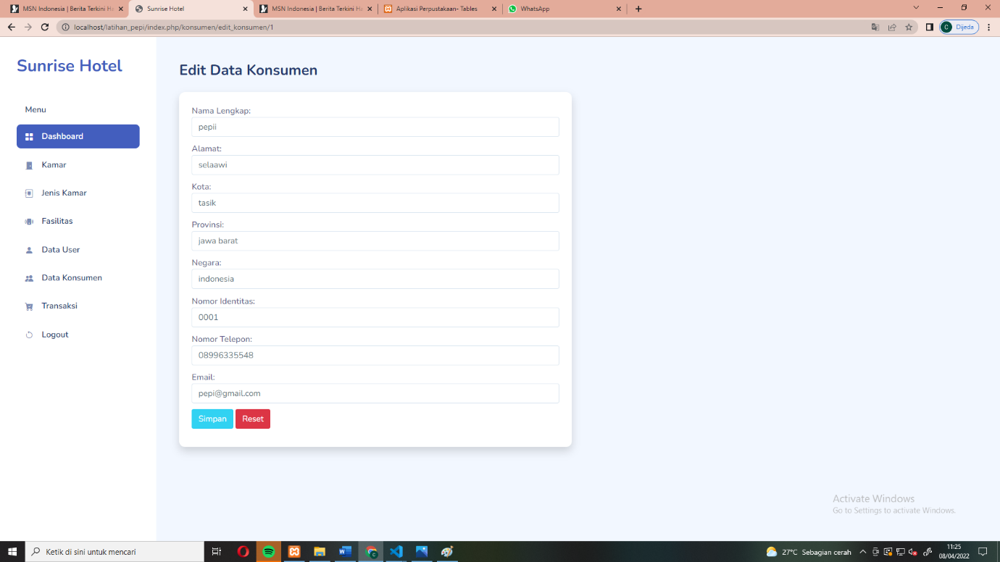 MSN Indonesia | Berita Terkini Ha
Sunrise Hotel
MSN Indonesia | Berita Terkini Ha
Aplikasi Perpustakaan- Tables
WhatsApp
localhost/latihan_pepi/index.php/konsumen/edit_konsumen/1
C
Dijeda
Sunrise Hotel
Menu
Dashboard
Kamar
Jenis Kamar
Fasilitas
Data User
Data Konsumen
Transaksi
Logout
Edit Data Konsumen
Nama Lengkap:
pepii
Alamat:
selaawi
Kota:
tasik
Provinsi:
jawa barat
Negara:
indonesia
Nomor Identitas:
0001
Nomor Telepon:
08996335548
Email:
pepi@gmail.com
Simpan
Reset
Activate Windows
Go to Settings to activate Windows.
Ketik di sini untuk mencari
27°C Sebagian cerah
11:25
08/04/2022